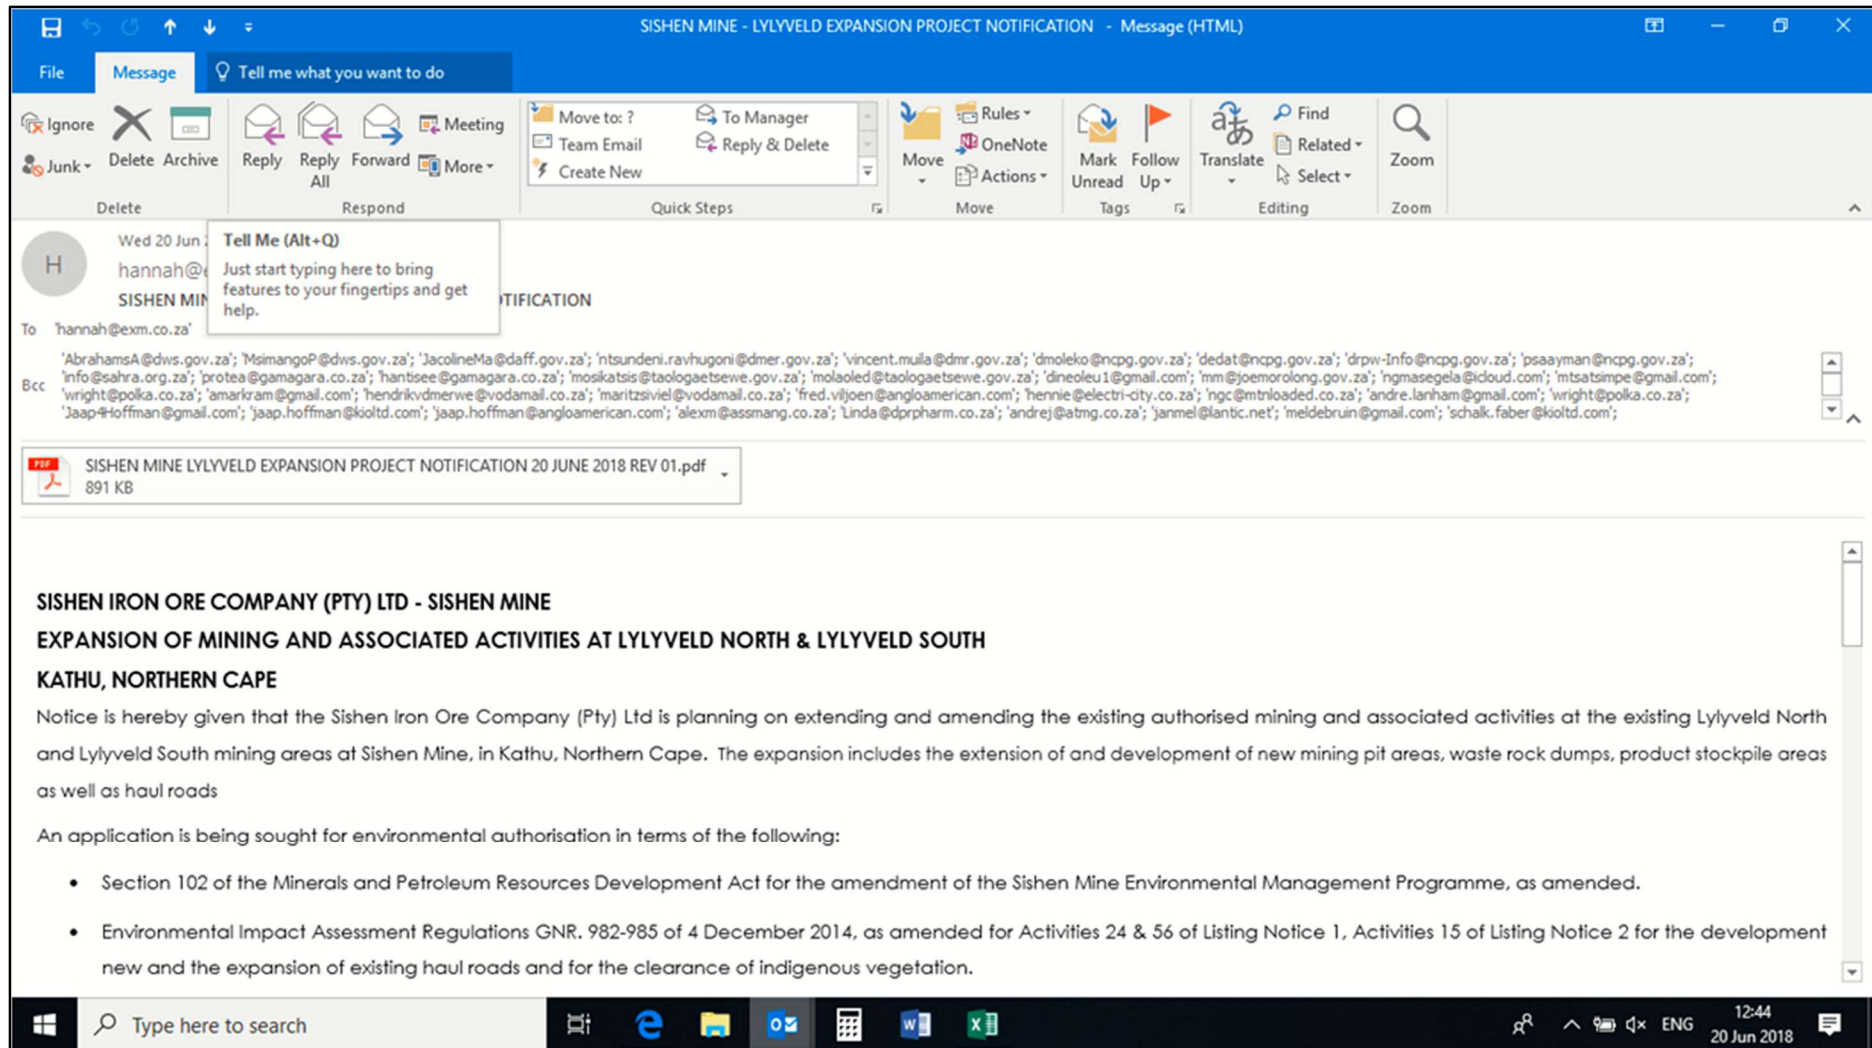 SISHEN MINE - LYLYVELD EXPANSION PROJECT NOTIFICATION - Message (HTML)
File Message Tell me what you want to do
Ignore
Junk
Delete Archive
Reply Reply All Forward
Meeting
More
Move to: ? To Manager
Team Email Reply & Delete
Create New
Move
Rules
OneNote
Actions
Mark Unread Follow Up
Translate
Find
Related
Select
Zoom
Delete Respond Quick Steps Move Tags Editing Zoom
H
Wed 20 Jun
hannah@e
SISHEN MIN
TIFICATION
Tell Me (Alt+Q)
Just start typing here to bring
features to your fingertips and get
help.
To 'hannah@exm.co.za'
Bcc
'AbrahamsA@dws.gov.za'; 'MsimangoP@dws.gov.za'; 'JacolineMa@daff.gov.za'; 'ntsundeni.ravhugoni@dmer.gov.za'; 'vincent.muila@dmr.gov.za'; 'dmoleko@ncpg.gov.za'; 'dedat@ncpg.gov.za'; 'drpw-Info@ncpg.gov.za'; 'psaayman@ncpg.gov.za';
'info@sahra.org.za'; 'protea@gamagara.co.za'; 'hantisee@gamagara.co.za'; 'mosikatsis@taologaetsewe.gov.za'; 'molaoled@taologaetsewe.gov.za'; 'dineoleu1@gmail.com'; 'mm@joemorolong.gov.za'; 'ngmasegela@icloud.com'; 'mtsatsimpe@gmail.com';
'wright@polka.co.za'; 'amarkram@gmail.com'; 'hendrikvdmerwe@vodamail.co.za'; 'maritzsiviel@vodamail.co.za'; 'fred.viljoen@angloamerican.com'; 'hennie@electri-city.co.za'; 'ngc@mtnloaded.co.za'; 'andre.lanham@gmail.com'; 'wright@polka.co.za';
'Jaap4Hoffman@gmail.com'; 'jaap.hoffman@kioltd.com'; 'jaap.hoffman@angloamerican.com'; 'alexm@assmang.co.za'; 'Linda@dprpharm.co.za'; 'andrej@atmg.co.za'; 'janmel@lantic.net'; 'meldebruin@gmail.com'; 'schalk.faber@kioltd.com';
PDF
SISHEN MINE LYLYVELD EXPANSION PROJECT NOTIFICATION 20 JUNE 2018 REV 01.pdf
891 KB
SISHEN IRON ORE COMPANY (PTY) LTD - SISHEN MINE
EXPANSION OF MINING AND ASSOCIATED ACTIVITIES AT LYLYVELD NORTH & LYLYVELD SOUTH
KATHU, NORTHERN CAPE
Notice is hereby given that the Sishen Iron Ore Company (Pty) Ltd is planning on extending and amending the existing authorised mining and associated activities at the existing Lylyveld North
and Lylyveld South mining areas at Sishen Mine, in Kathu, Northern Cape. The expansion includes the extension of and development of new mining pit areas, waste rock dumps, product stockpile areas
as well as haul roads
An application is being sought for environmental authorisation in terms of the following:
• Section 102 of the Minerals and Petroleum Resources Development Act for the amendment of the Sishen Mine Environmental Management Programme, as amended.
• Environmental Impact Assessment Regulations GNR. 982-985 of 4 December 2014, as amended for Activities 24 & 56 of Listing Notice 1, Activities 15 of Listing Notice 2 for the development
new and the expansion of existing haul roads and for the clearance of indigenous vegetation.
Type here to search
ENG
12:44
20 Jun 2018